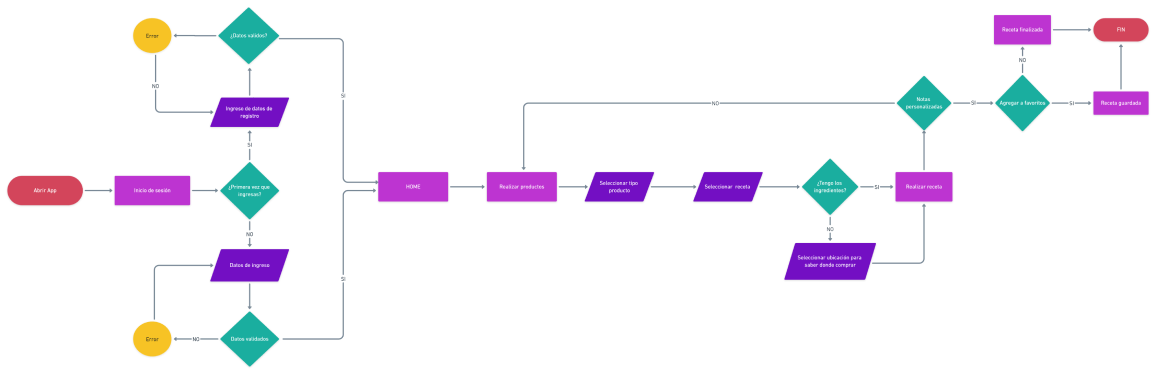 Error
¿Datos validos?
NO
Ingreso de datos de
registro
SI
SI
Abrir App
Inicio de sesión
¿Primera vez que
ingresas?
NO
Datos de ingreso
Error
NO
Datos validados
SI
HOME
Realizar productos
Seleccionar tipo
producto
Seleccionar receta
¿Tengo los
ingredientes?
SI
NO
Seleccionar ubicación para
saber donde comprar
Realizar receta
NO
Notas
personalizadas
SI
Agregar a favoritos
NO
Receta finalizada
SI
Receta guardada
FIN